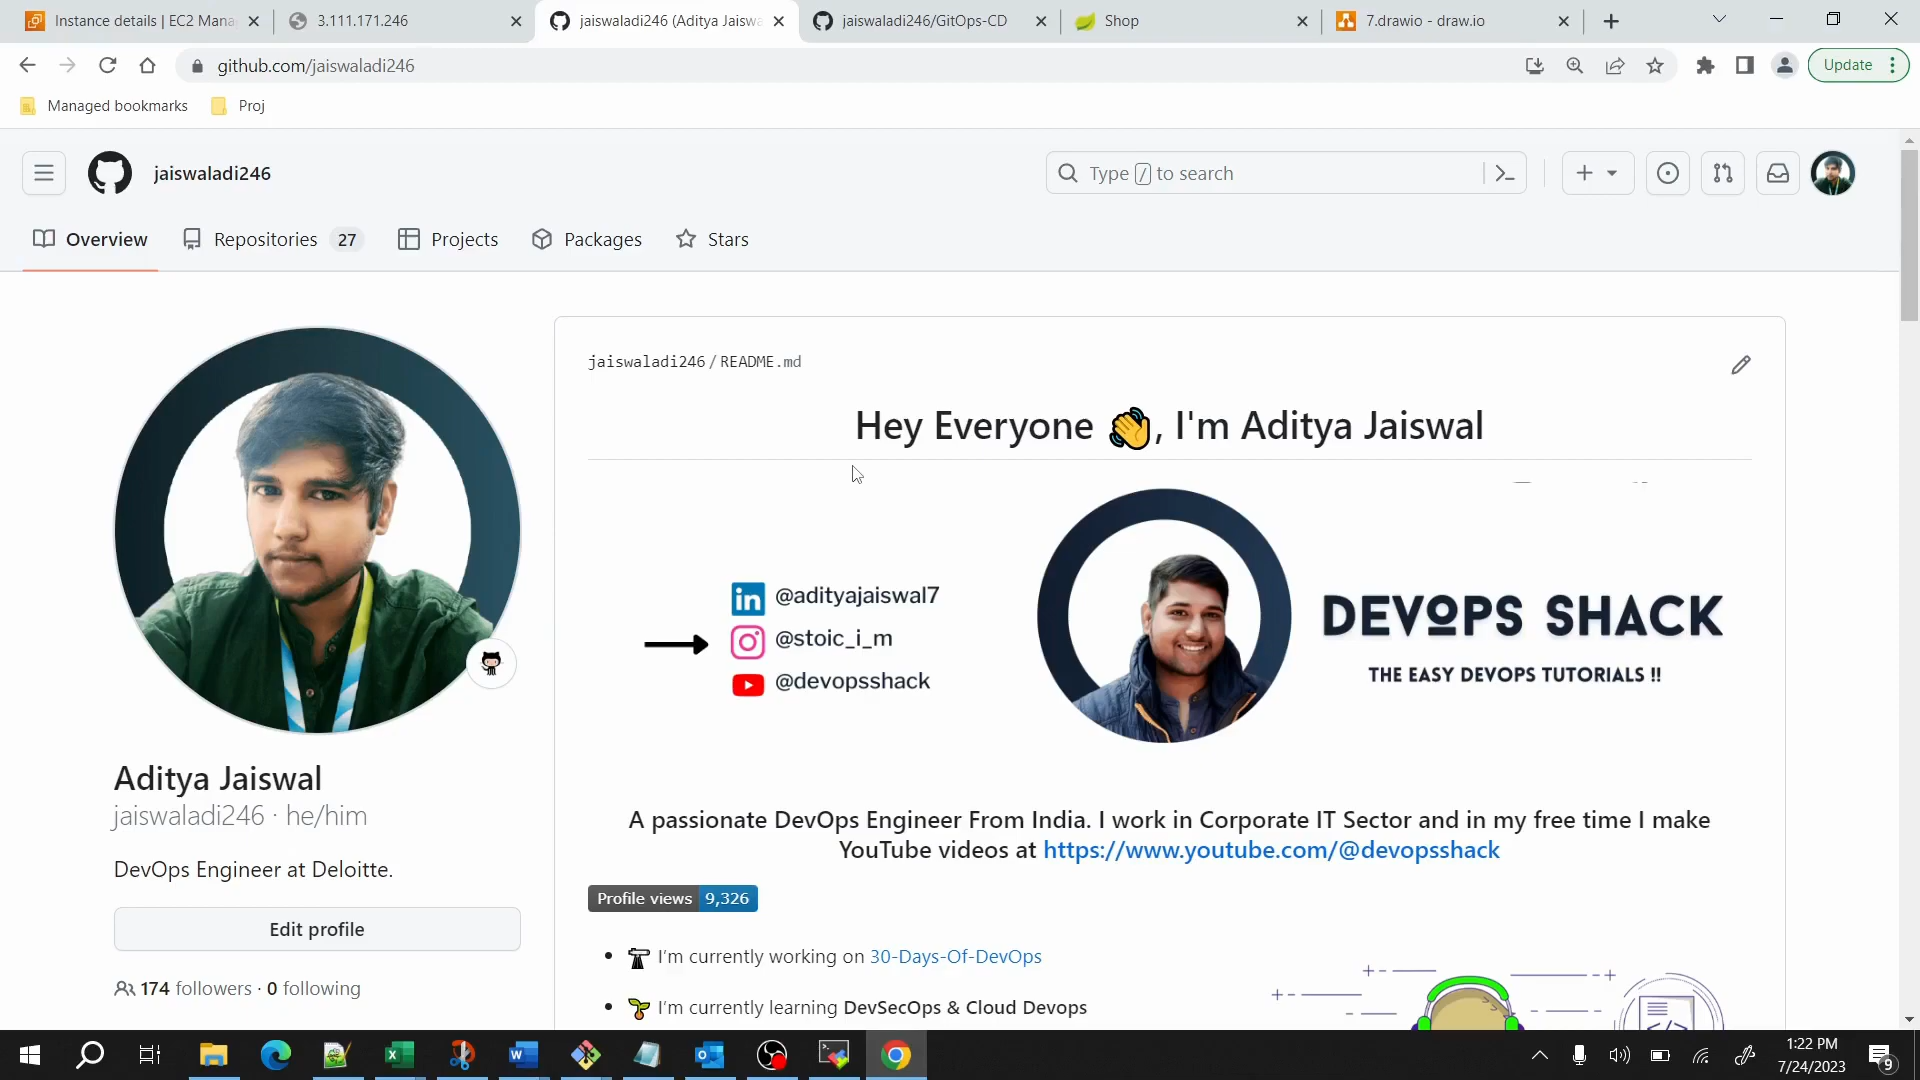 Instance details | EC2 Mana
3.111.171.246
jaiswaladi246 (Aditya Jaiswa
jaiswaladi246/GitOps-CD
Shop
7.drawio - draw.io
github.com/jaiswaladi246
Update
Managed bookmarks
Proj
jaiswaladi246
Type / to search
Overview
Repositories 27
Projects
Packages
Stars
jaiswaladi246 / README.md
Hey Everyone 👋, I'm Aditya Jaiswal
@adityajaiswal7
@stoic_i_m
@devopsshack
DEVOPS SHACK
THE EASY DEVOPS TUTORIALS !!
Aditya Jaiswal
jaiswaladi246 · he/him
DevOps Engineer at Deloitte.
Edit profile
174 followers · 0 following
A passionate DevOps Engineer From India. I work in Corporate IT Sector and in my free time I make
YouTube videos at https://www.youtube.com/@devopsshack
Profile views 9,326
I'm currently working on 30-Days-Of-DevOps
I'm currently learning DevSecOps & Cloud Devops
1:22 PM
7/24/2023
9